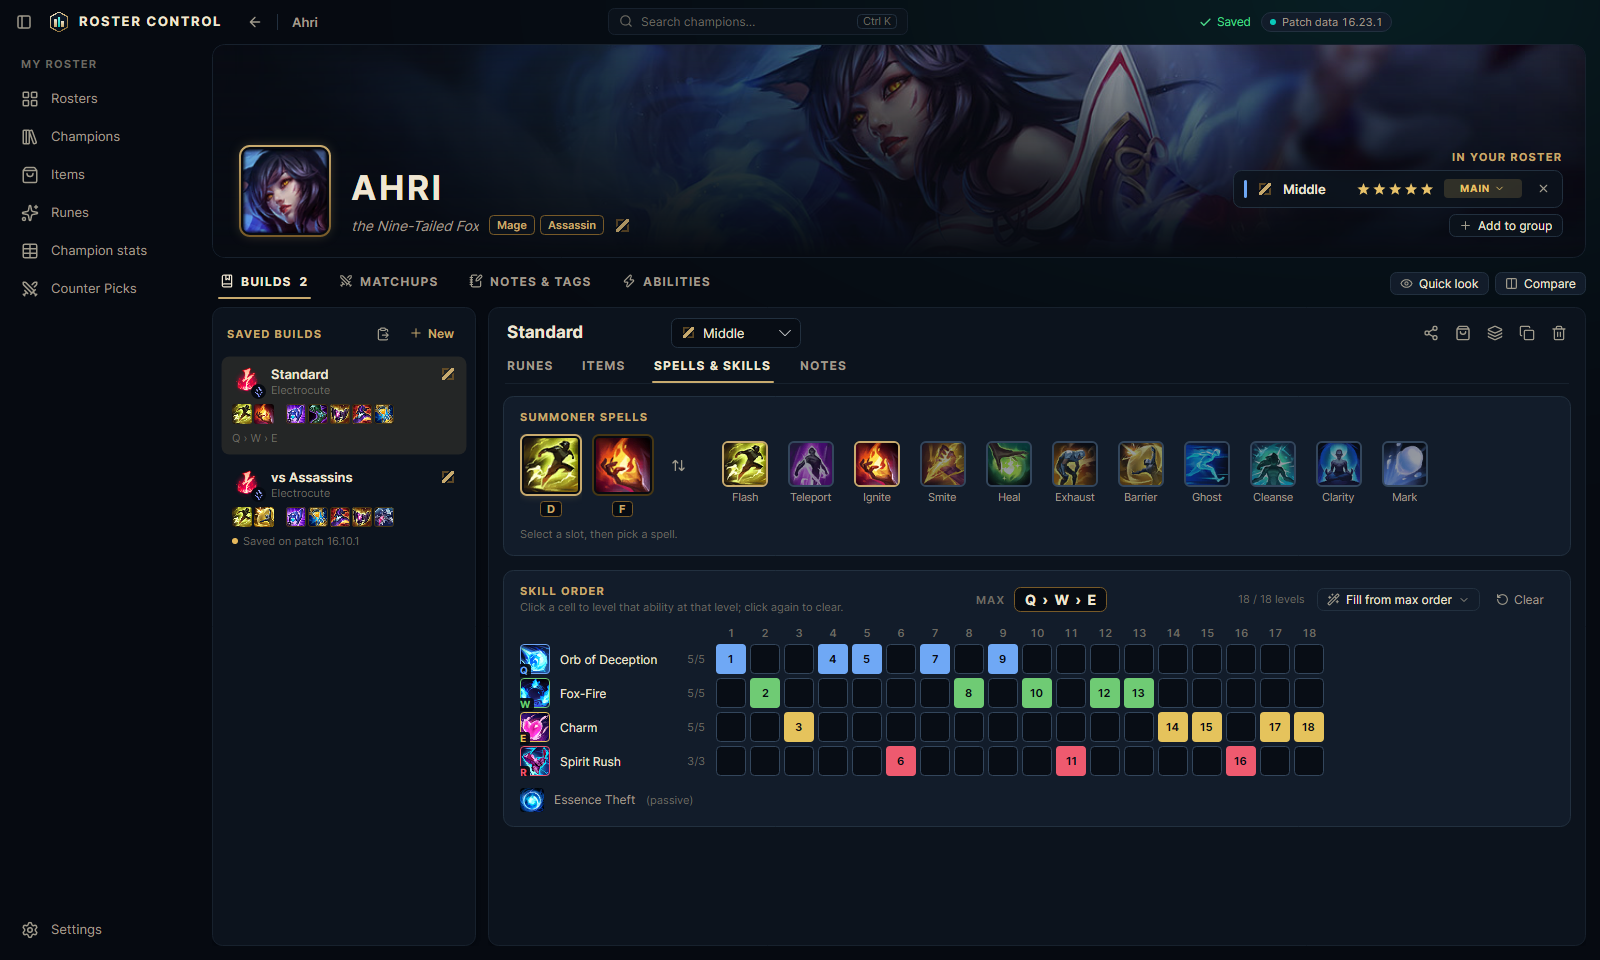 ROSTER CONTROL
Ahri
Search champions...
Ctrl K
Saved
Patch data 16.23.1
MY ROSTER
Rosters
Champions
Items
Runes
Champion stats
Counter Picks
Settings
AHRI
the Nine-Tailed Fox
Mage
Assassin
IN YOUR ROSTER
Middle
MAIN
Add to group
BUILDS 2
MATCHUPS
NOTES & TAGS
ABILITIES
Quick look
Compare
SAVED BUILDS
New
Standard
Electrocute
Q › W › E
vs Assassins
Electrocute
Saved on patch 16.10.1
Standard
Middle
RUNES
ITEMS
SPELLS & SKILLS
NOTES
SUMMONER SPELLS
D
F
Flash
Teleport
Ignite
Smite
Heal
Exhaust
Barrier
Ghost
Cleanse
Clarity
Mark
Select a slot, then pick a spell.
SKILL ORDER
Click a cell to level that ability at that level; click again to clear.
MAX
Q › W › E
18 / 18 levels
Fill from max order
Clear
1 2 3 4 5 6 7 8 9 10 11 12 13 14 15 16 17 18
Q Orb of Deception 5/5 1 4 5 7 9
W Fox-Fire 5/5 2 8 10 12 13
E Charm 5/5 3 14 15 17 18
R Spirit Rush 3/3 6 11 16
Essence Theft (passive)